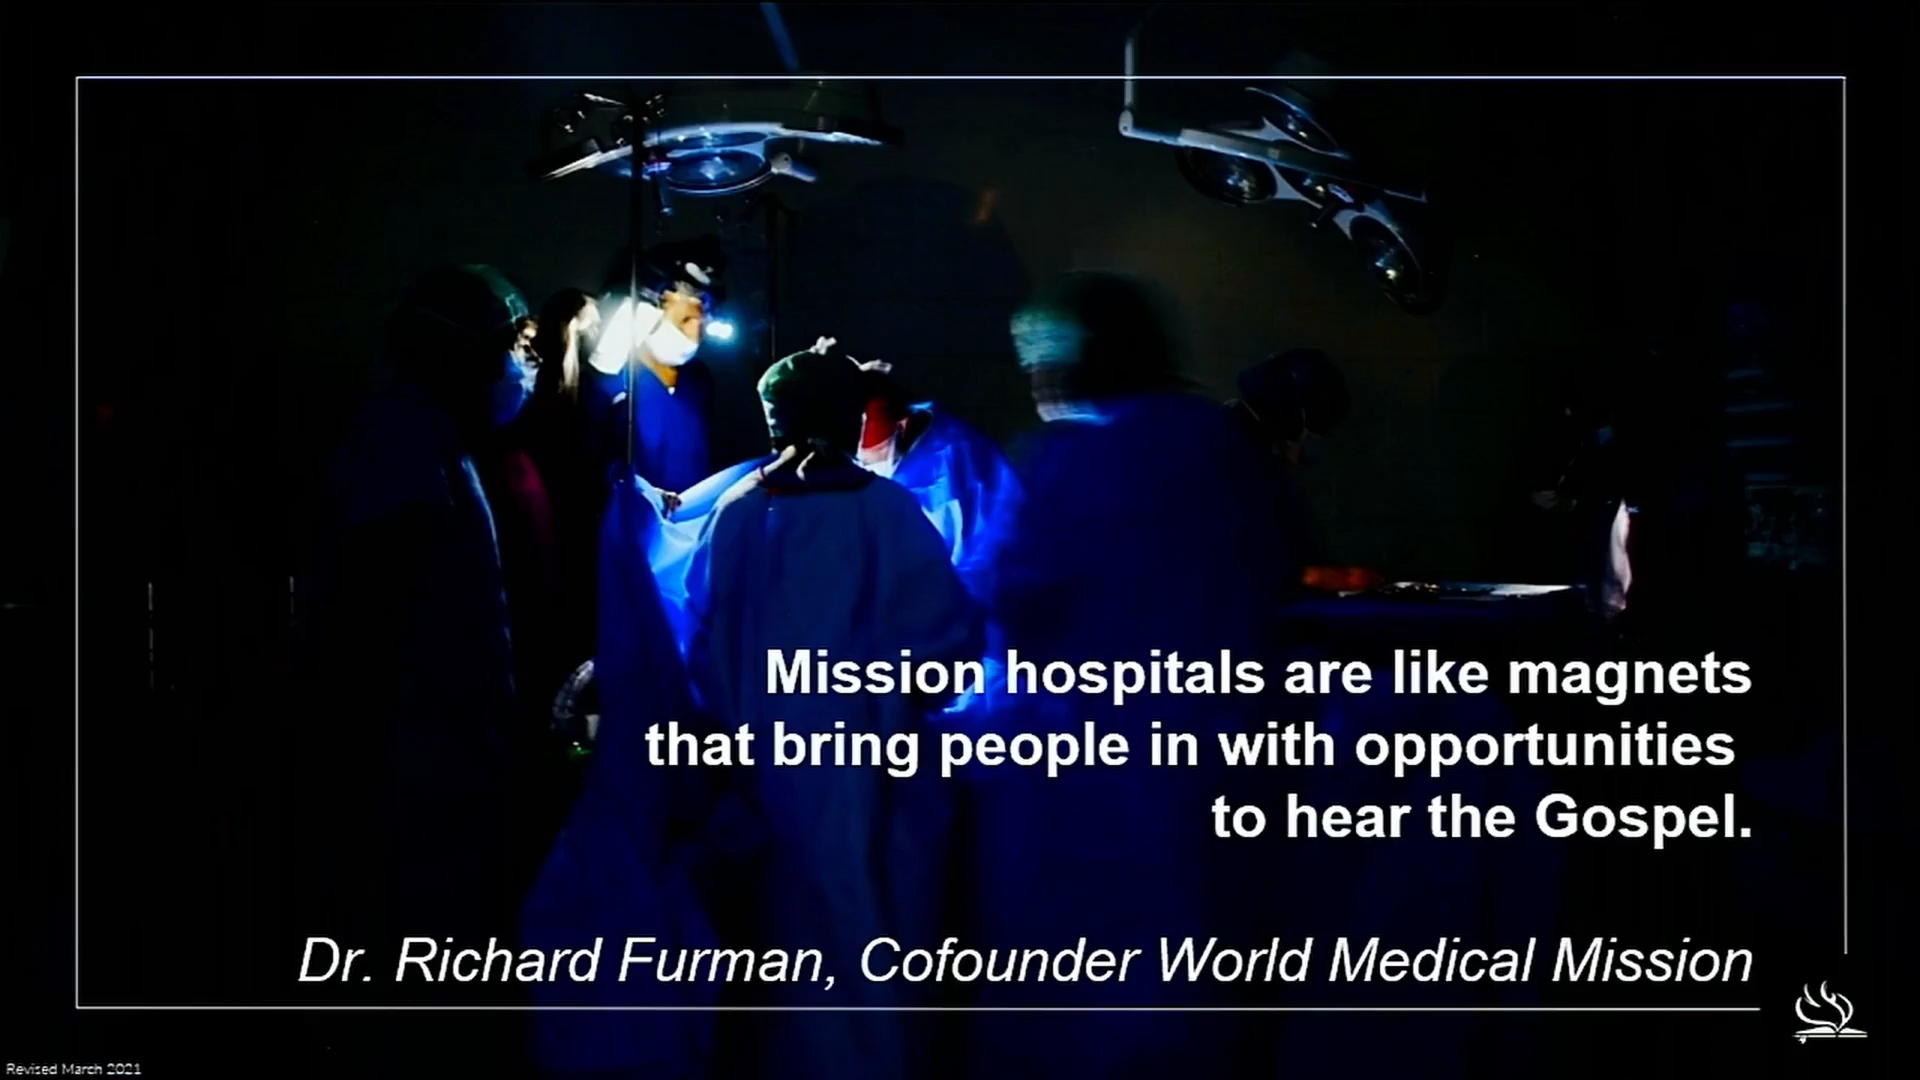 Mission hospitals are like magnets
that bring people in with opportunities
to hear the Gospel.
Dr. Richard Furman, Cofounder World Medical Mission
Revised March 2021